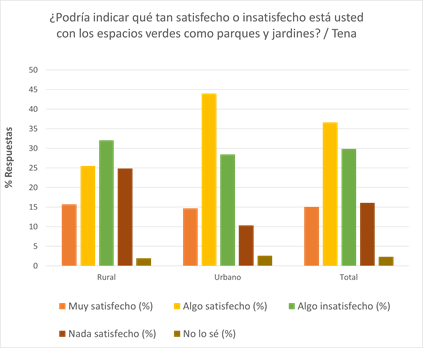 ¿Podría indicar qué tan satisfecho o insatisfecho está usted
con los espacios verdes como parques y jardines? / Tena
50
45
40
35
30
25
20
15
10
5
0
% Respuestas
Rural Urbano Total
Muy satisfecho (%) Algo satisfecho (%) Algo insatisfecho (%)
Nada satisfecho (%) No lo sé (%)